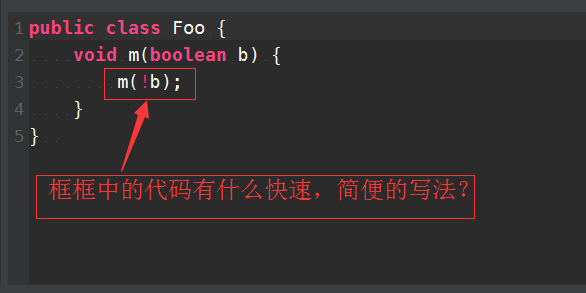 1 public class Foo {
2     void m(boolean b) {
3         m(!b);
4     }
5 }
框框中的代码有什么快速，简便的写法？